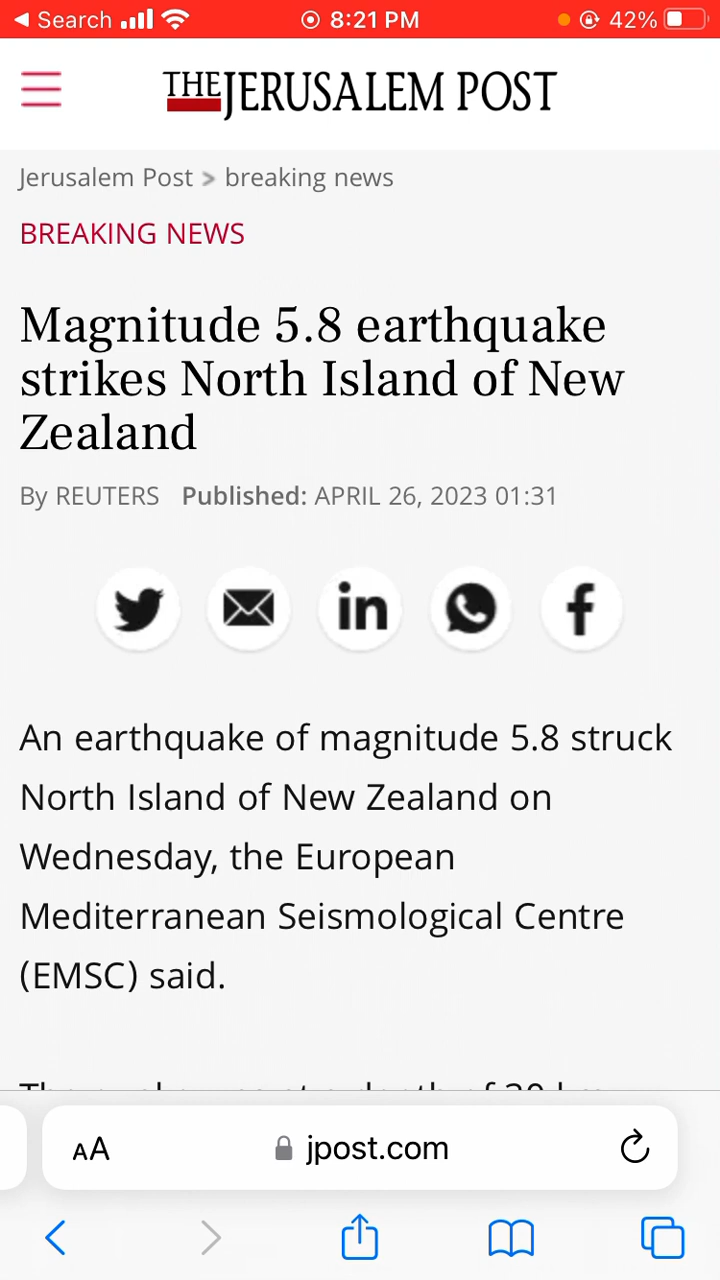 Search 8:21 PM 42%
THE JERUSALEM POST
Jerusalem Post > breaking news
BREAKING NEWS
Magnitude 5.8 earthquake
strikes North Island of New
Zealand
By REUTERS Published: APRIL 26, 2023 01:31
An earthquake of magnitude 5.8 struck
North Island of New Zealand on
Wednesday, the European
Mediterranean Seismological Centre
(EMSC) said.
AA jpost.com